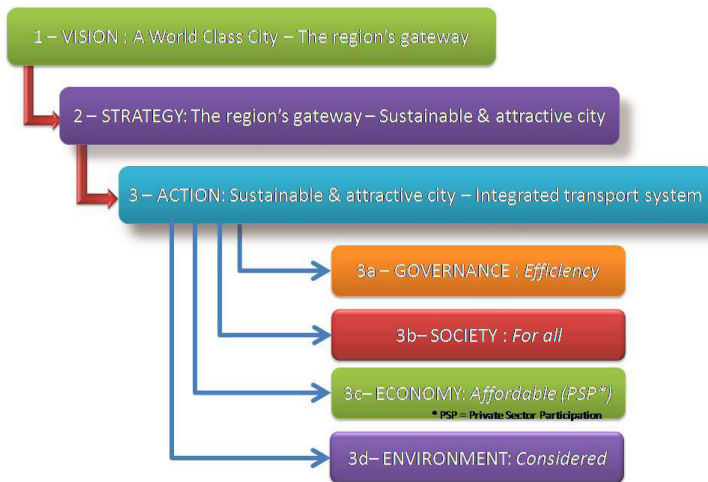 1 – VISION : A World Class City – The region's gateway
2 – STRATEGY: The region's gateway – Sustainable & attractive city
3 – ACTION: Sustainable & attractive city – Integrated transport system
3a – GOVERNANCE : Efficiency
3b– SOCIETY : For all
3c– ECONOMY: Affordable (PSP*)
* PSP = Private Sector Participation
3d– ENVIRONMENT: Considered